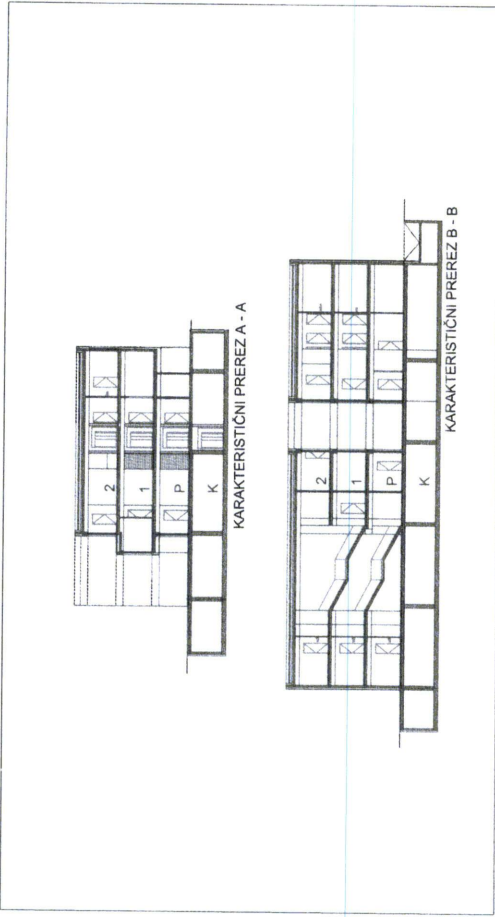 2
1
P
K
KARAKTERISTIČNI PREREZ A - A
2
1
P
K
KARAKTERISTIČNI PREREZ B - B